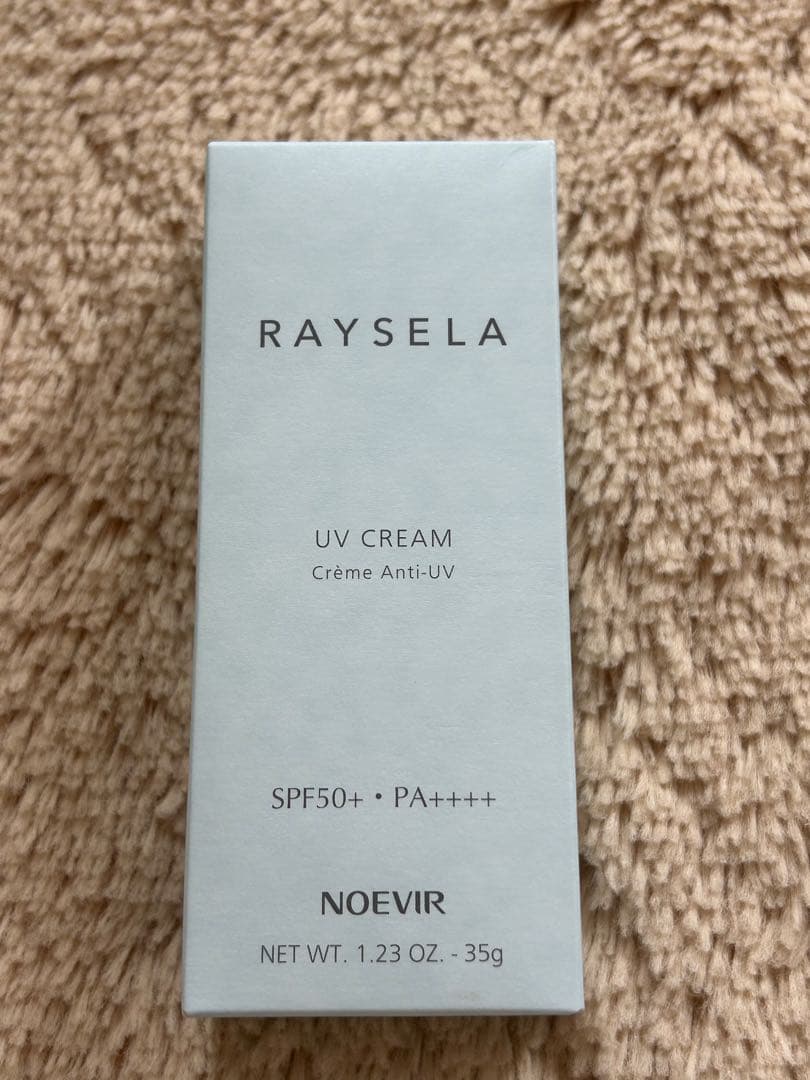 RAYSELA
UV CREAM
Crème Anti-UV
SPF50+・PA++++
NOEVIR
NET WT. 1.23 OZ. - 35g